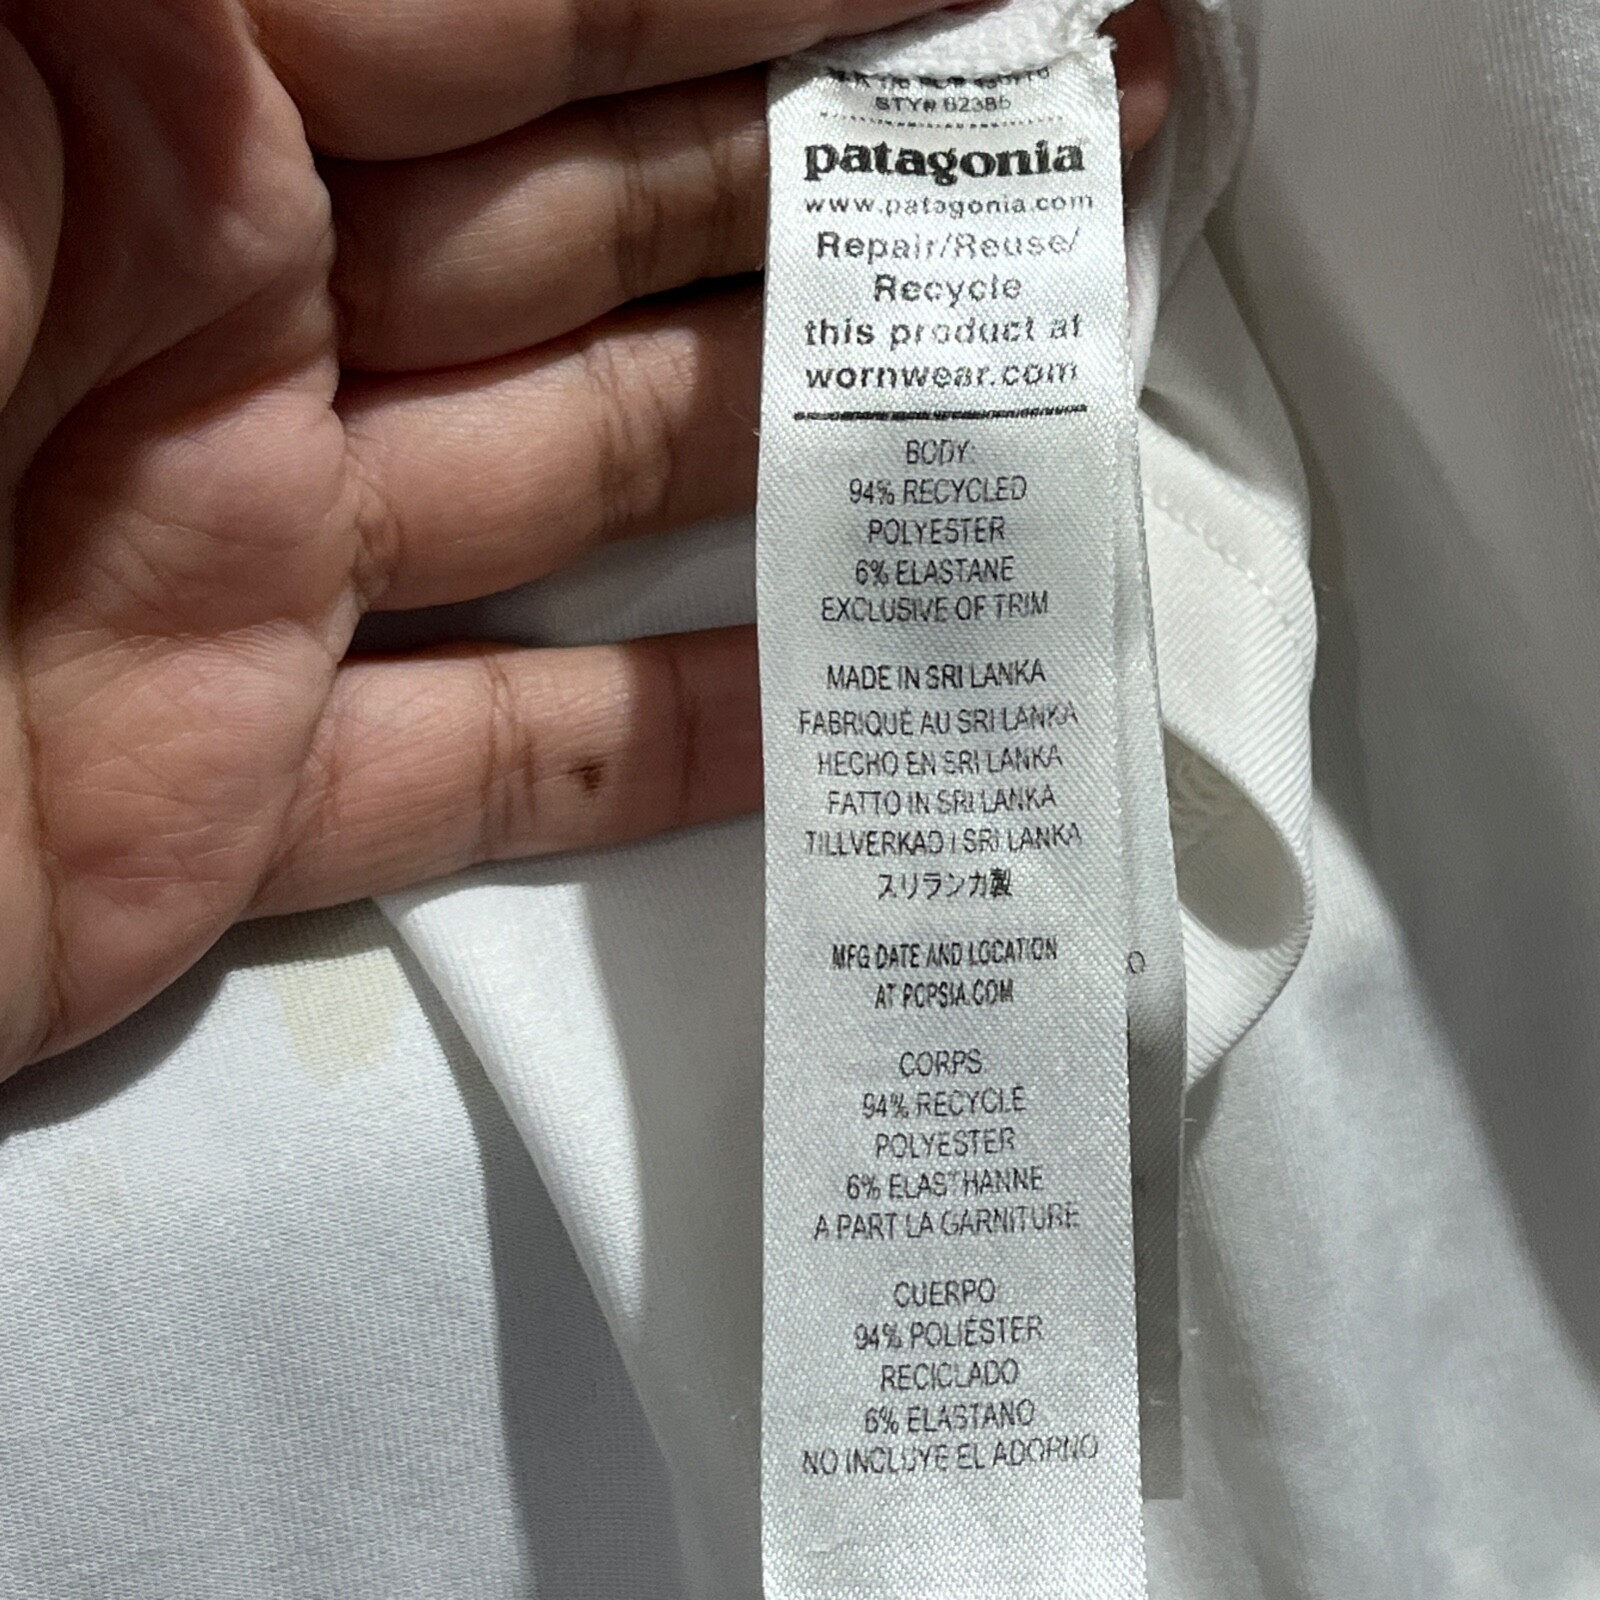 STY# 62385
patagonia
www.patagonia.com
Repair/Reuse/
Recycle
this product at
wornwear.com
BODY:
94% RECYCLED
POLYESTER
6% ELASTANE
EXCLUSIVE OF TRIM
MADE IN SRI LANKA
FABRIQUÉ AU SRI LANKA
HECHO EN SRI LANKA
FATTO IN SRI LANKA
TILLVERKAD I SRI LANKA
スリランカ製
MFG DATE AND LOCATION
AT PCPSIA.COM
CORPS
94% RECYCLE
POLYESTER
6% ELASTHANNE
A PART LA GARNITURE
CUERPO
94% POLIÉSTER
RECICLADO
6% ELASTANO
NO INCLUYE EL ADORNO